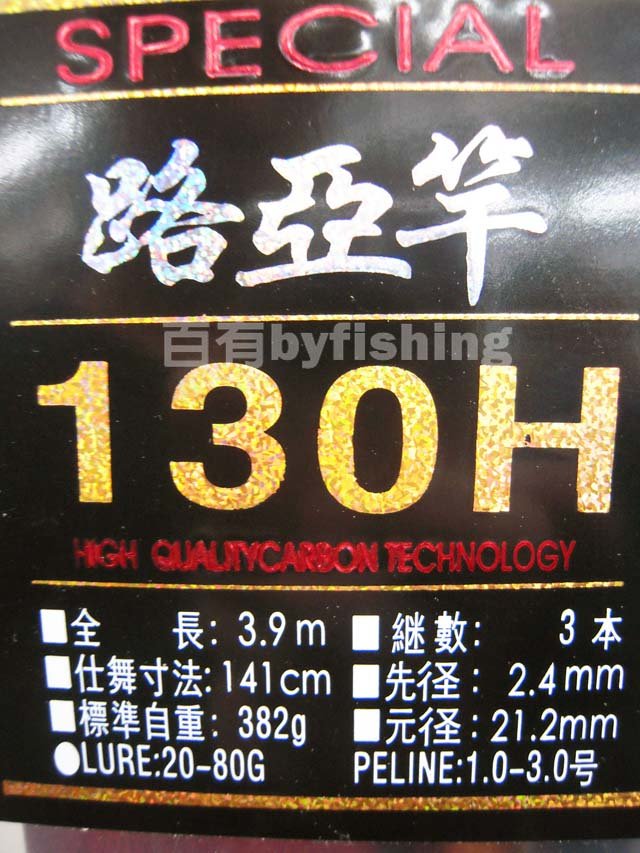 SPECIAL
路亞竿
百有byfishing
130H
HIGH QUALITYCARBON TECHNOLOGY
■全 長: 3.9m ■継數: 3本
■仕舞寸法:141cm ■先径: 2.4mm
■標準自重: 382g ■元径:21.2mm
●LURE:20-80G PELINE:1.0-3.0号